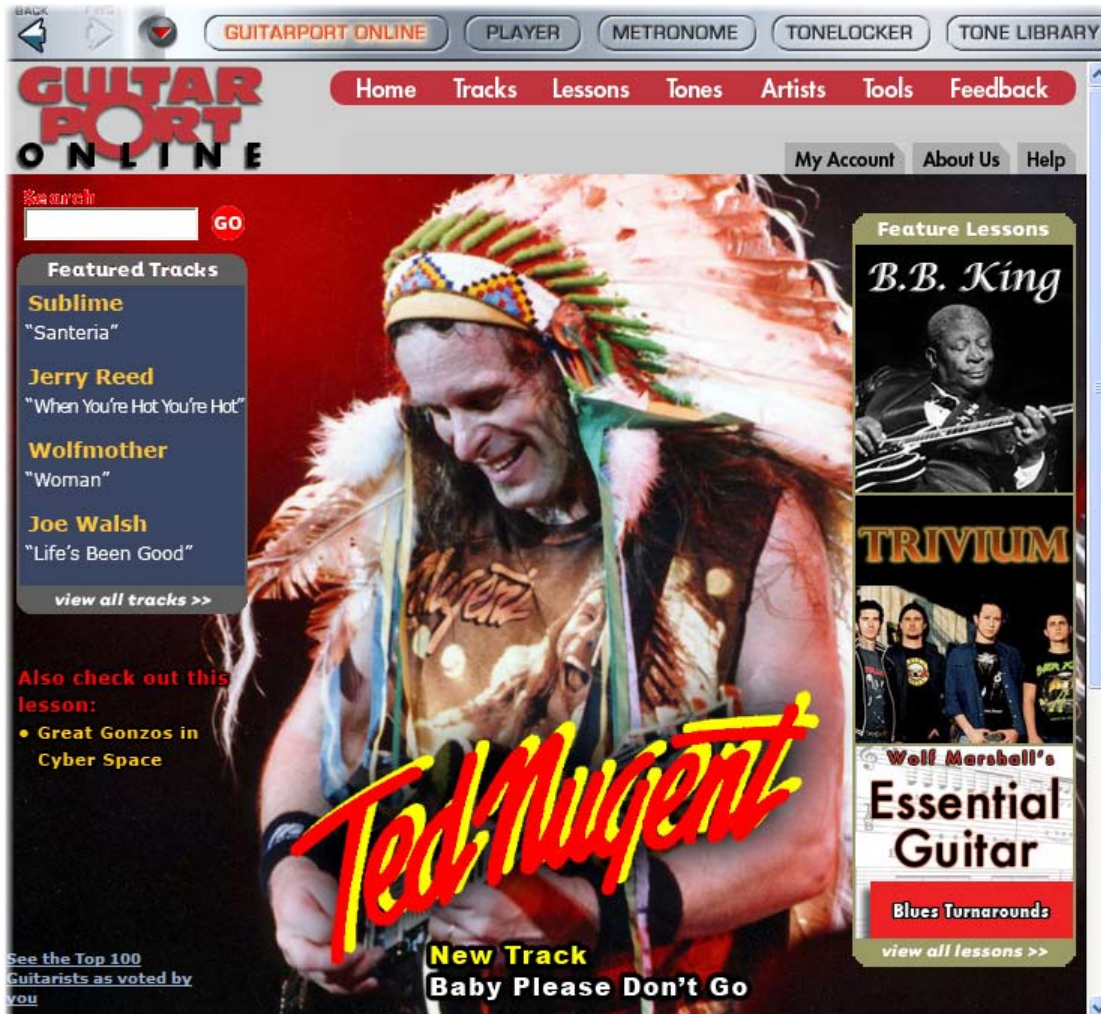 BACK FWD
GUITARPORT ONLINE PLAYER METRONOME TONELOCKER TONE LIBRARY
GUITAR
PORT
ONLINE
Home Tracks Lessons Tones Artists Tools Feedback
My Account About Us Help
Search
GO
Featured Tracks
Sublime
“Santeria”
Jerry Reed
“When You’re Hot You’re Hot”
Wolfmother
“Woman”
Joe Walsh
“Life’s Been Good”
view all tracks >>
Also check out this
lesson:
• Great Gonzos in
Cyber Space
See the Top 100
Guitarists as voted by
you
Nugent
Ted Nugent
New Track
Baby Please Don’t Go
Feature Lessons
B.B. King
TRIVIUM
Wolf Marshall’s
Essential
Guitar
Blues Turnarounds
view all lessons >>